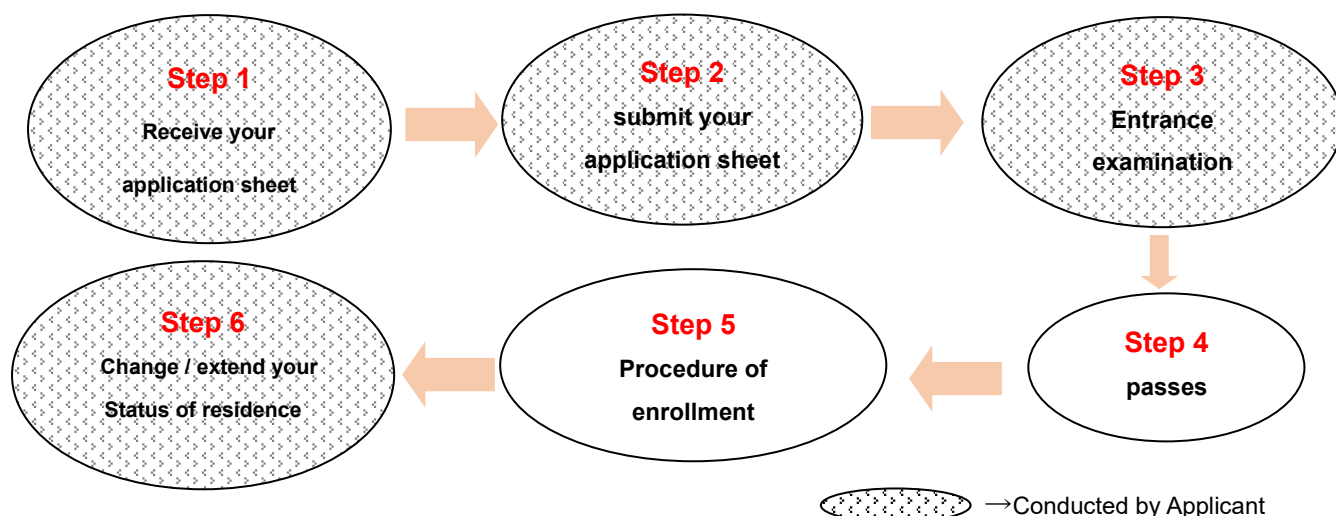 Step 1
Receive your
application sheet
Step 2
submit your
application sheet
Step 3
Entrance
examination
Step 4
passes
Step 5
Procedure of
enrollment
Step 6
Change / extend your
Status of residence
→Conducted by Applicant